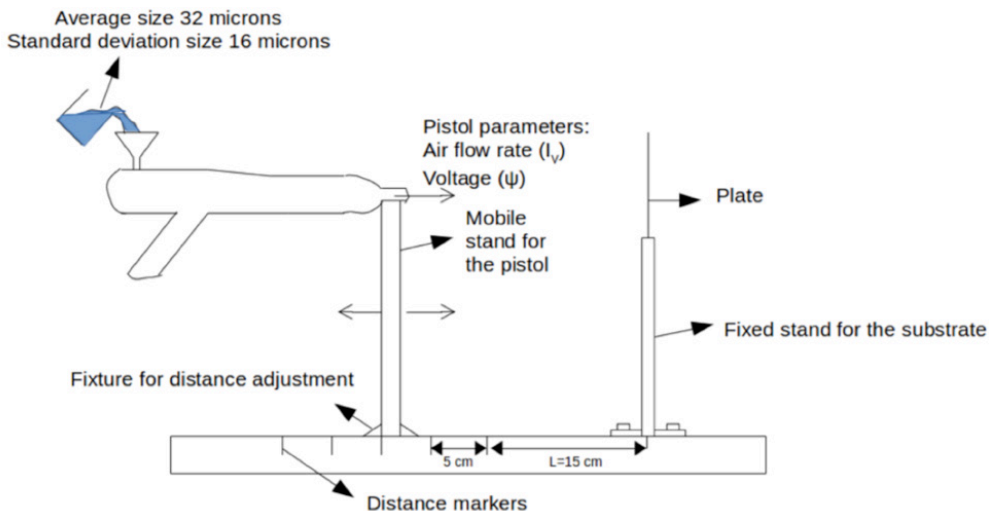 Average size 32 microns
Standard deviation size 16 microns
Pistol parameters:
Air flow rate (Iᵥ)
Voltage (ψ)
Mobile
stand for
the pistol
Plate
Fixed stand for the substrate
Fixture for distance adjustment
5 cm
L=15 cm
Distance markers